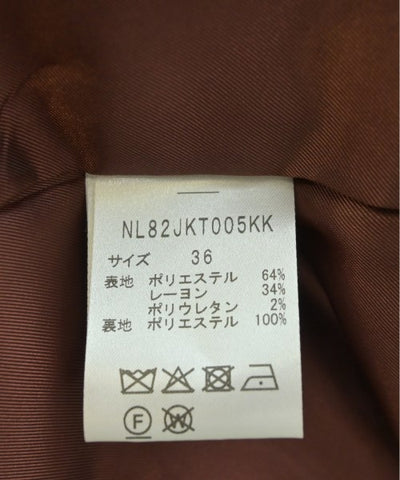 NL82JKT005KK
サイズ 36
表地 ポリエステル 64%
レーヨン 34%
ポリウレタン 2%
裏地 ポリエステル 100%
F W